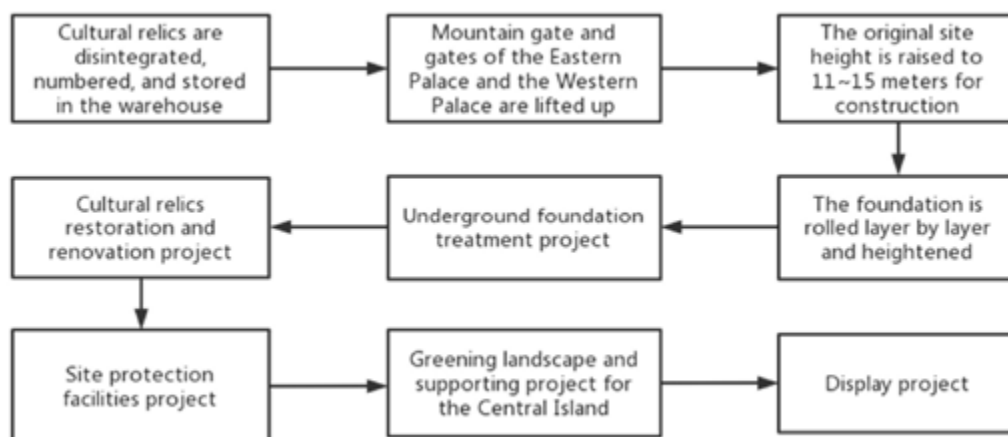 Cultural relics are
disintegrated,
numbered, and stored
in the warehouse
Mountain gate and
gates of the Eastern
Palace and the Western
Palace are lifted up
The original site
height is raised to
11~15 meters for
construction
The foundation is
rolled layer by layer
and heightened
Underground foundation
treatment project
Cultural relics
restoration and
renovation project
Site protection
facilities project
Greening landscape and
supporting project for
the Central Island
Display project